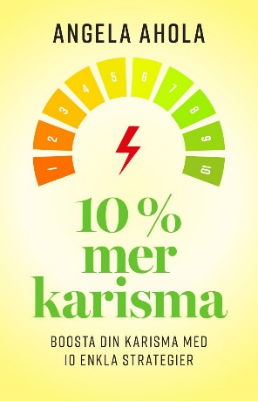 ANGELA AHOLA
1 2 3 4 5 6 7 8 9 10
10 %
mer
karisma
BOOSTA DIN KARISMA MED
10 ENKLA STRATEGIER